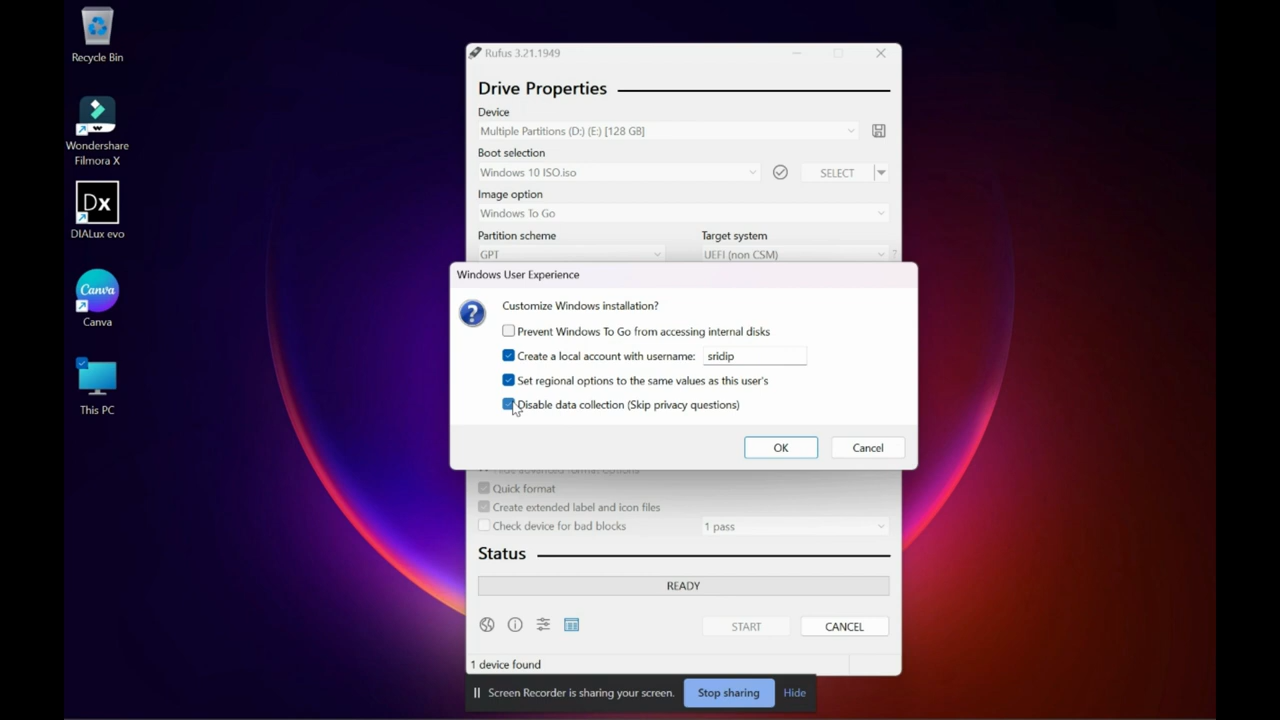 Recycle Bin
Wondershare
Filmora X
Dx
DIALux evo
Canva
Canva
This PC
Rufus 3.21.1949
Drive Properties
Device
Multiple Partitions (D:) (E:) [128 GB]
Boot selection
Windows 10 ISO.iso
SELECT
Image option
Windows To Go
Partition scheme
Target system
GPT
UEFI (non CSM)
?
Windows User Experience
?
Customize Windows installation?
Prevent Windows To Go from accessing internal disks
Create a local account with username: sridip
Set regional options to the same values as this user's
Disable data collection (Skip privacy questions)
OK
Cancel
Quick format
Create extended label and icon files
Check device for bad blocks
1 pass
Status
READY
START
CANCEL
1 device found
Screen Recorder is sharing your screen.
Stop sharing
Hide